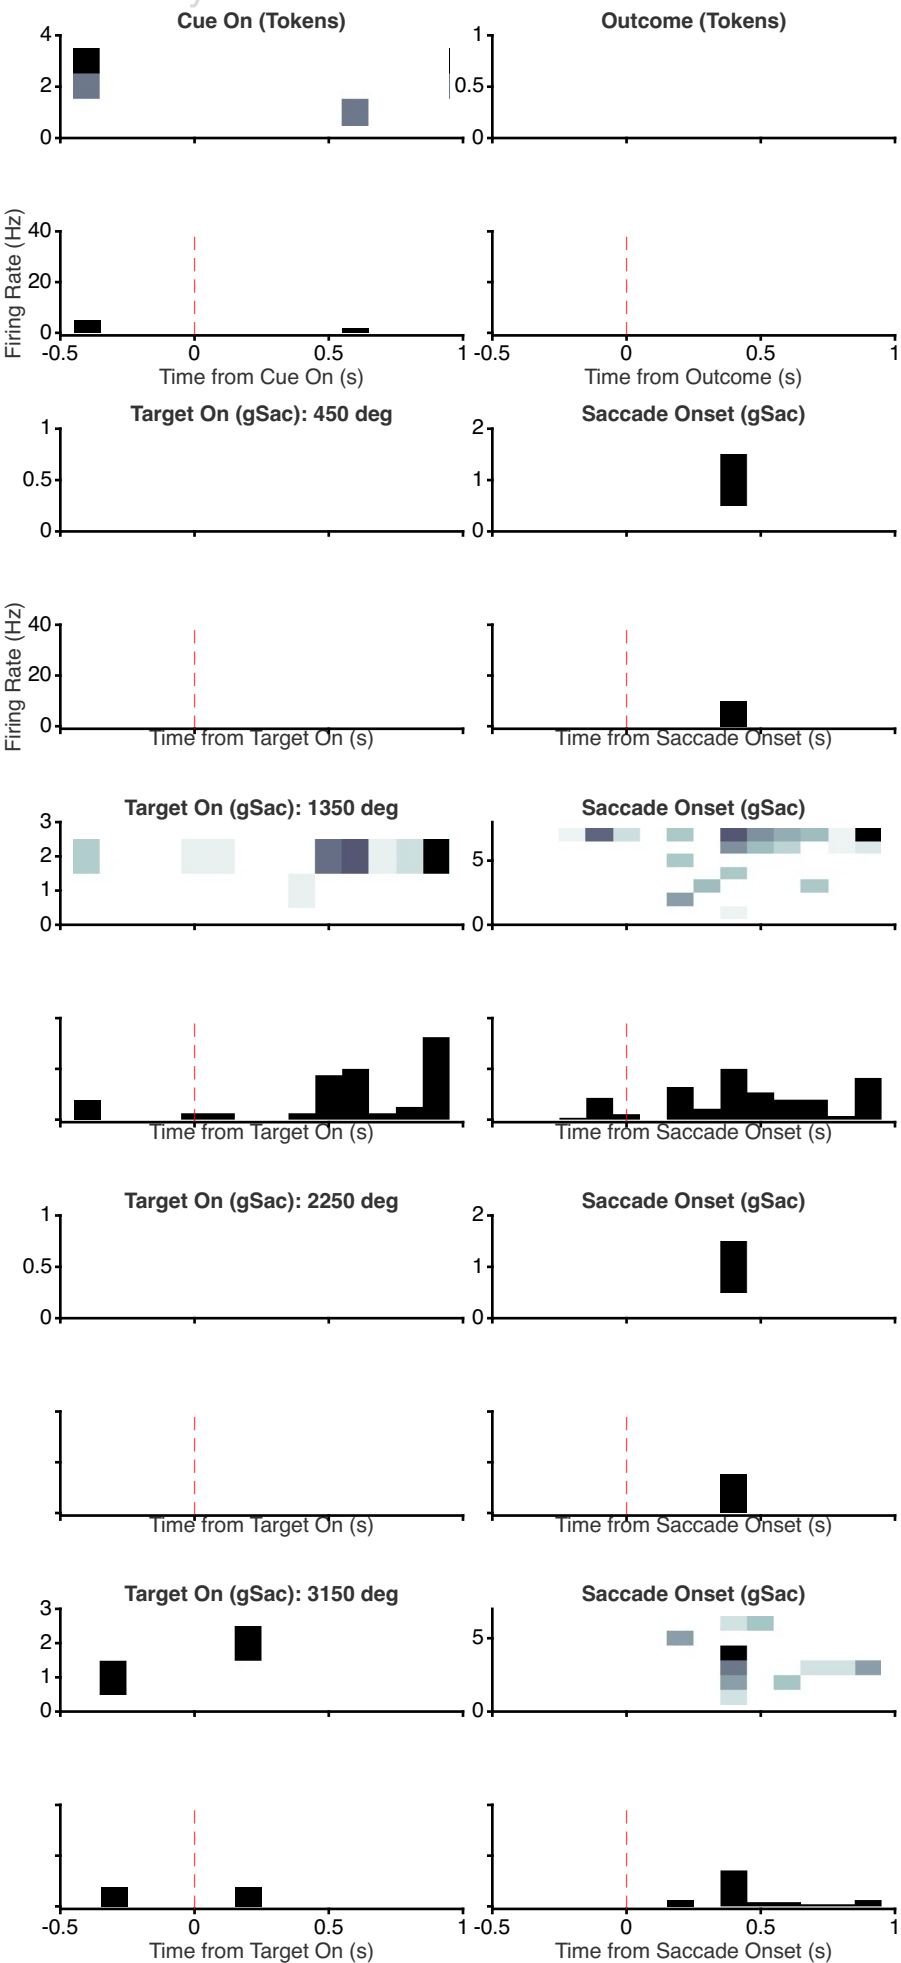 Cue On (Tokens)
Outcome (Tokens)
4
2
0
1
0.5
0
Firing Rate (Hz)
40
20
0
-0.5 0 0.5 1
-0.5 0 0.5 1
Time from Cue On (s)
Time from Outcome (s)
Target On (gSac): 450 deg
Saccade Onset (gSac)
1
0.5
0
2
1
0
Firing Rate (Hz)
40
20
0
Time from Target On (s)
Time from Saccade Onset (s)
Target On (gSac): 1350 deg
Saccade Onset (gSac)
3
2
1
0
5
0
Time from Target On (s)
Time from Saccade Onset (s)
Target On (gSac): 2250 deg
Saccade Onset (gSac)
1
0.5
0
2
1
0
Time from Target On (s)
Time from Saccade Onset (s)
Target On (gSac): 3150 deg
Saccade Onset (gSac)
3
2
1
0
5
0
-0.5 0 0.5 1
-0.5 0 0.5 1
Time from Target On (s)
Time from Saccade Onset (s)